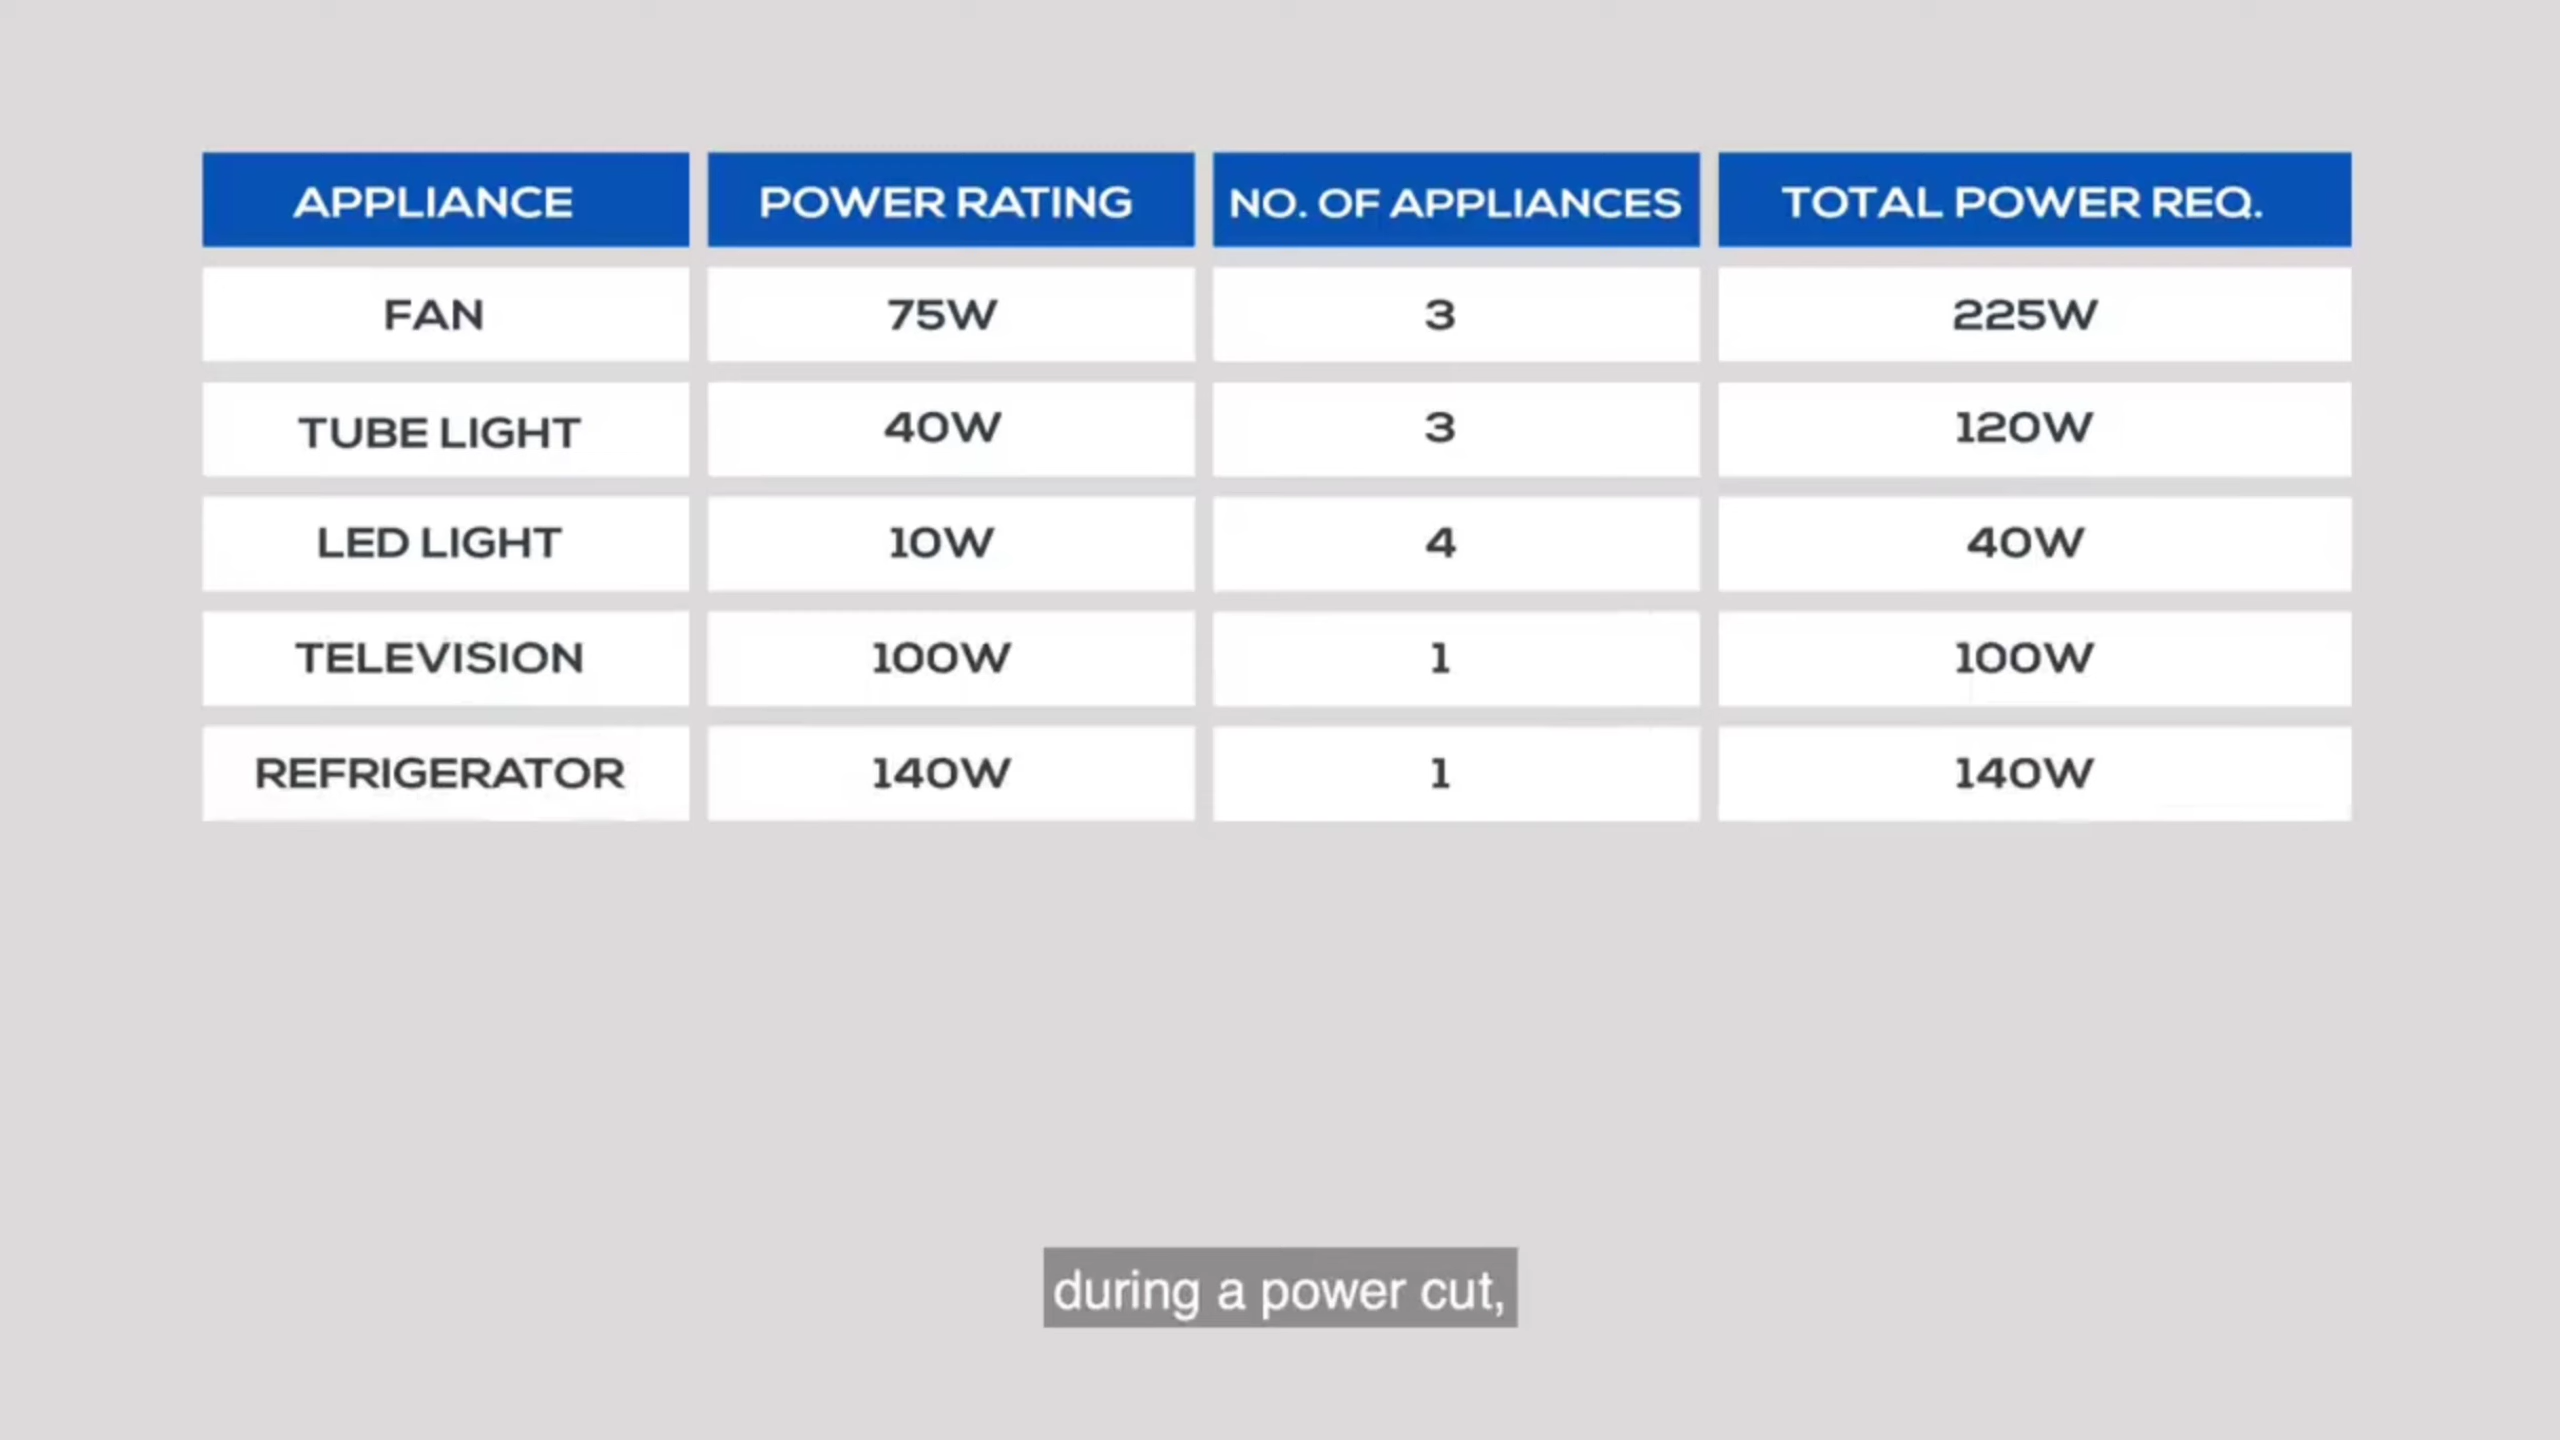 APPLIANCE POWER RATING NO. OF APPLIANCES TOTAL POWER REQ.
FAN 75W 3 225W
TUBE LIGHT 40W 3 120W
LED LIGHT 10W 4 40W
TELEVISION 100W 1 100W
REFRIGERATOR 140W 1 140W
during a power cut,